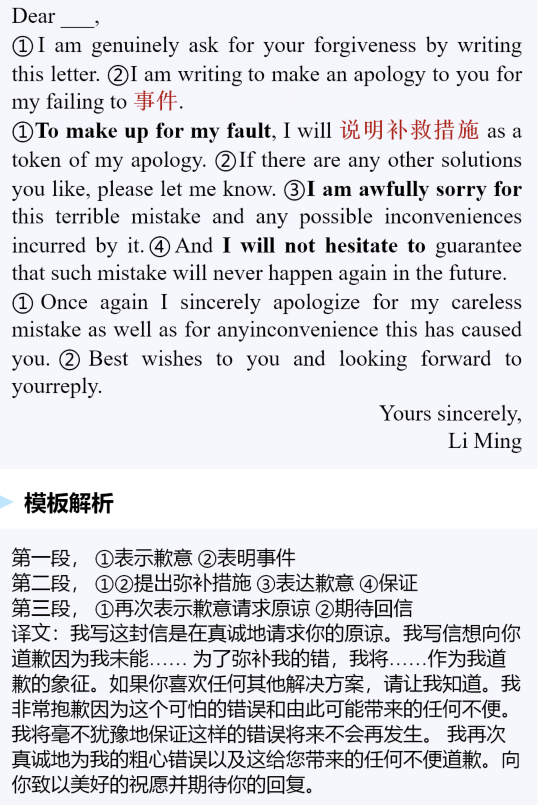 Dear ___,
①I am genuinely ask for your forgiveness by writing
this letter. ②I am writing to make an apology to you for
my failing to 事件.
①To make up for my fault, I will 说明补救措施 as a
token of my apology. ②If there are any other solutions
you like, please let me know. ③I am awfully sorry for
this terrible mistake and any possible inconveniences
incurred by it. ④ And I will not hesitate to guarantee
that such mistake will never happen again in the future.
① Once again I sincerely apologize for my careless
mistake as well as for anyinconvenience this has caused
you. ② Best wishes to you and looking forward to
yourreply.
Yours sincerely,
Li Ming
模板解析
第一段， ①表示歉意 ②表明事件
第二段， ①②提出弥补措施 ③表达歉意 ④保证
第三段， ①再次表示歉意请求原谅 ②期待回信
译文：我写这封信是在真诚地请求你的原谅。我写信想向你
道歉因为我未能…… 为了弥补我的错，我将……作为我道
歉的象征。如果你喜欢任何其他解决方案，请让我知道。我
非常抱歉因为这个可怕的错误和由此可能带来的任何不便。
我将毫不犹豫地保证这样的错误将来不会再发生。 我再次
真诚地为我的粗心错误以及这给您带来的任何不便道歉。向
你致以美好的祝愿并期待你的回复。